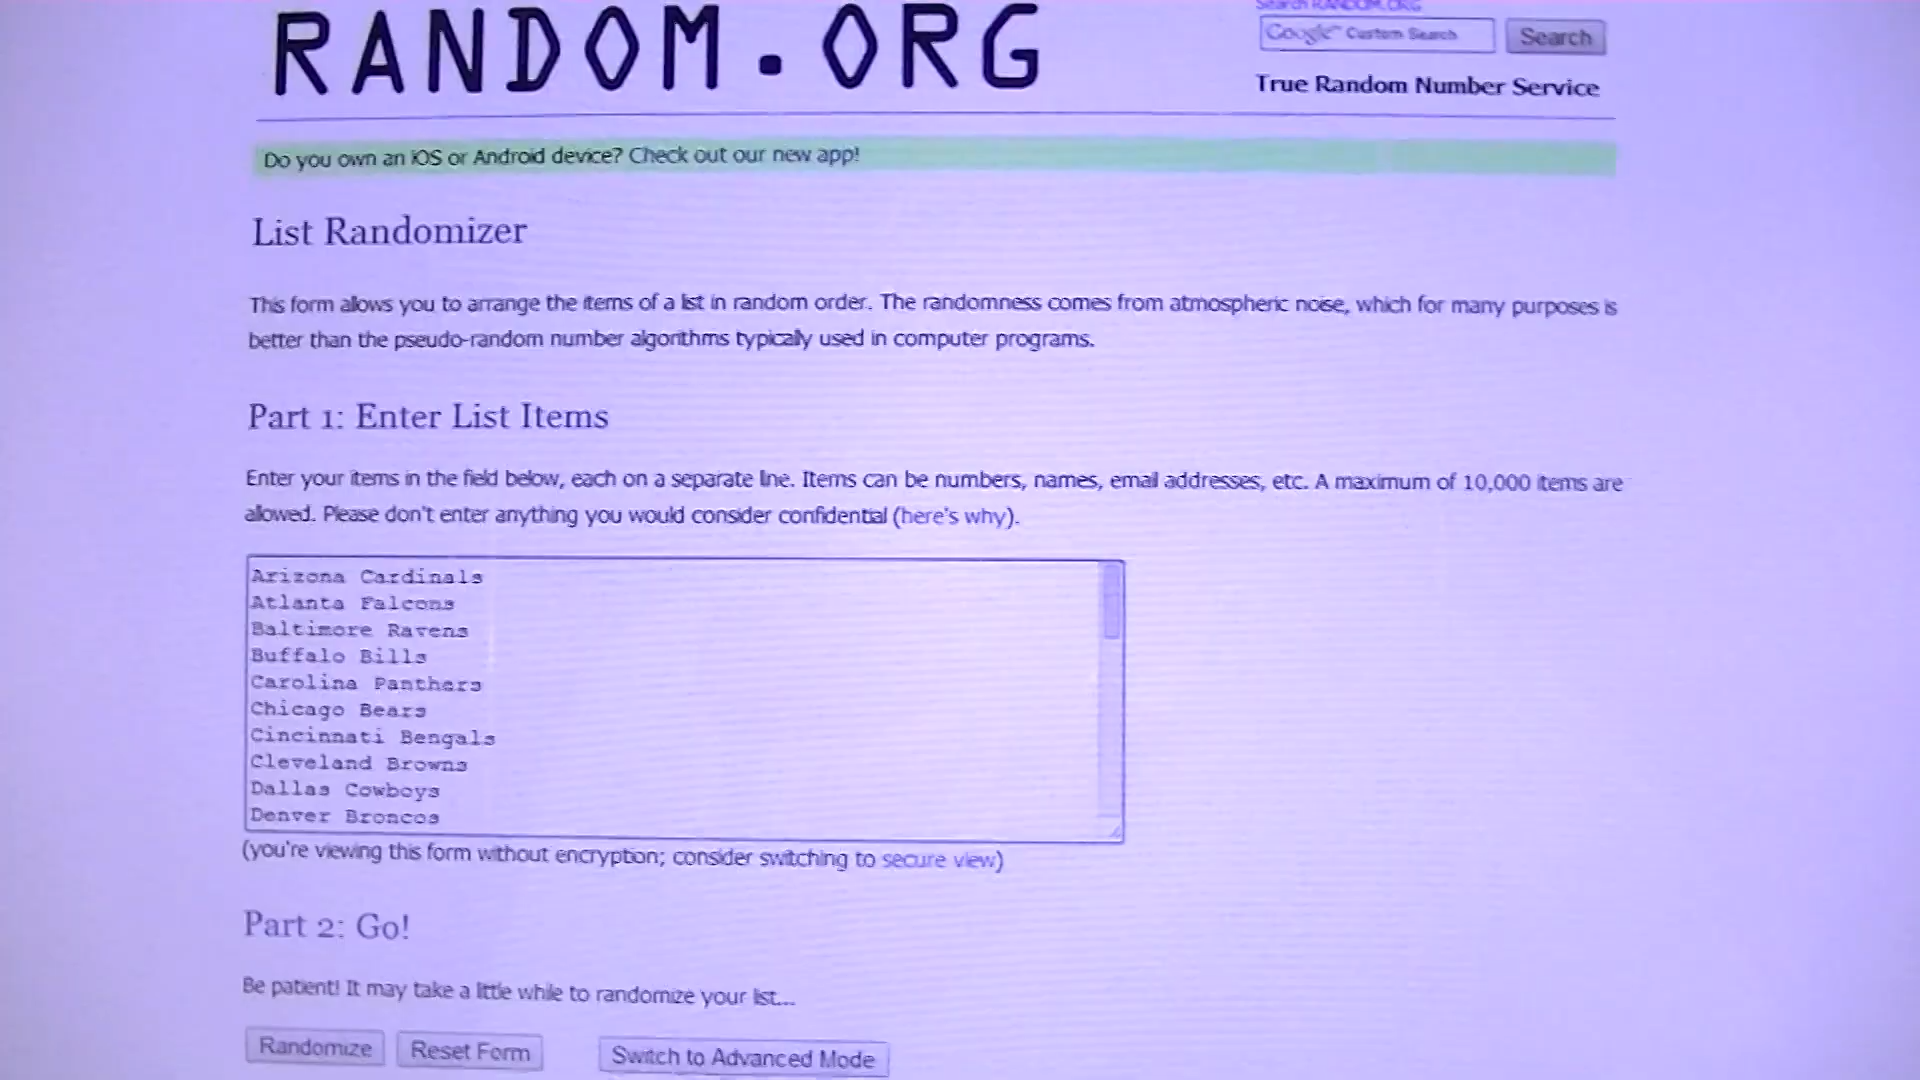 RANDOM.ORG
Search RANDOM.ORG
Google™ Custom Search
Search
True Random Number Service
Do you own an iOS or Android device? Check out our new app!
List Randomizer
This form allows you to arrange the items of a list in random order. The randomness comes from atmospheric noise, which for many purposes is
better than the pseudo-random number algorithms typically used in computer programs.
Part 1: Enter List Items
Enter your items in the field below, each on a separate line. Items can be numbers, names, email addresses, etc. A maximum of 10,000 items are
allowed. Please don't enter anything you would consider confidential (here's why).
Arizona Cardinals
Atlanta Falcons
Baltimore Ravens
Buffalo Bills
Carolina Panthers
Chicago Bears
Cincinnati Bengals
Cleveland Browns
Dallas Cowboys
Denver Broncos
(you're viewing this form without encryption; consider switching to secure view)
Part 2: Go!
Be patient! It may take a little while to randomize your list...
Randomize
Reset Form
Switch to Advanced Mode